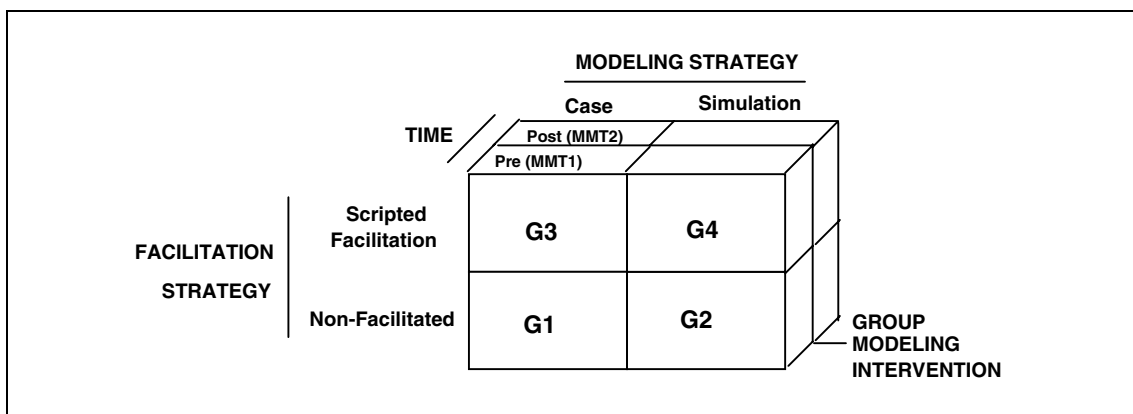 MODELING STRATEGY
Case Simulation
TIME
Post (MMT2)
Pre (MMT1)
Scripted
Facilitation
G3 G4
FACILITATION
STRATEGY
Non-Facilitated
G1 G2
GROUP
MODELING
INTERVENTION